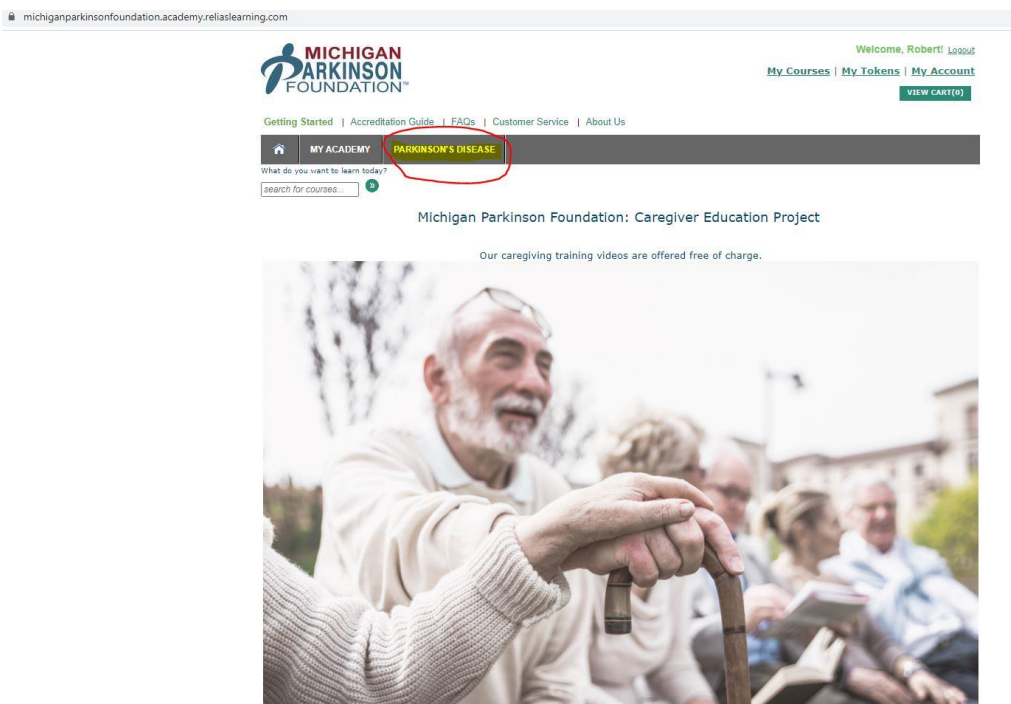 michiganparkinsonfoundation.academy.reliaslearning.com
MICHIGAN
PARKINSON
FOUNDATION™
Welcome, Robert! Logout
My Courses | My Tokens | My Account
VIEW CART(0)
Getting Started | Accreditation Guide | FAQs | Customer Service | About Us
MY ACADEMY PARKINSON'S DISEASE
What do you want to learn today?
search for courses...
Michigan Parkinson Foundation: Caregiver Education Project
Our caregiving training videos are offered free of charge.